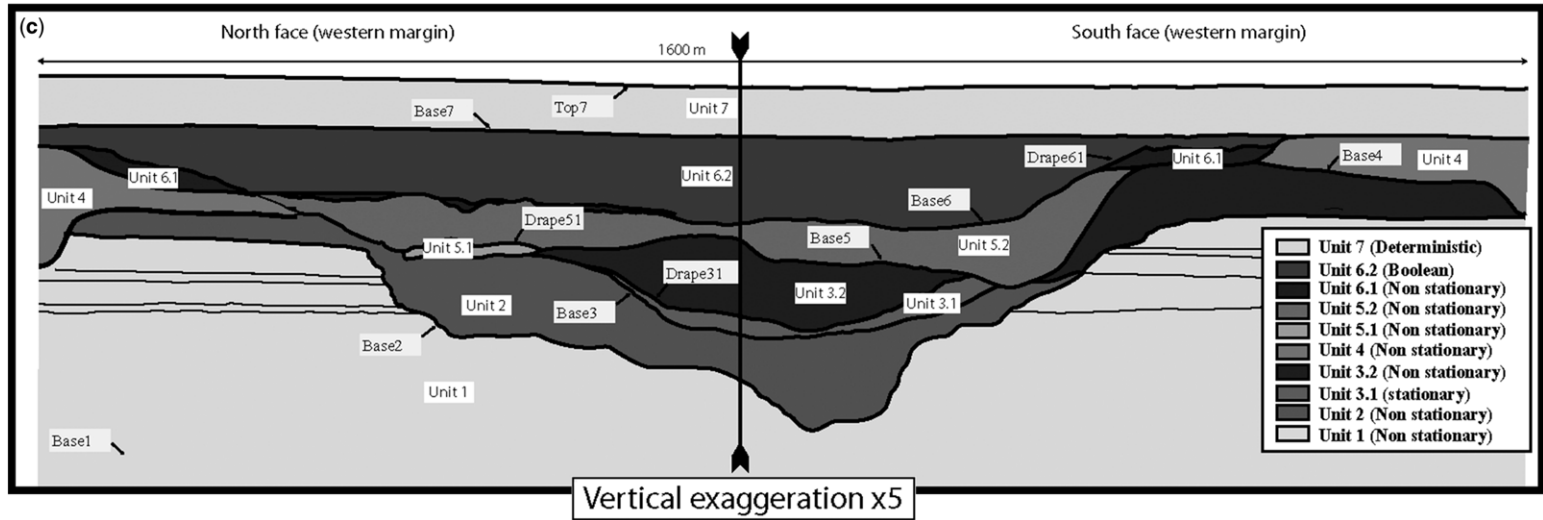 (c)
North face (western margin)
South face (western margin)
1600 m
Top7
Unit 7
Base7
Drape61
Unit 6.1
Base4
Unit 4
Unit 6.1
Unit 6.2
Unit 4
Base6
Drape51
Unit 5.1
Base5
Unit 5.2
Drape31
Unit 3.2
Unit 3.1
Unit 2
Base3
Base2
Unit 1
Base1
Unit 7 (Deterministic)
Unit 6.2 (Boolean)
Unit 6.1 (Non stationary)
Unit 5.2 (Non stationary)
Unit 5.1 (Non stationary)
Unit 4 (Non stationary)
Unit 3.2 (Non stationary)
Unit 3.1 (stationary)
Unit 2 (Non stationary)
Unit 1 (Non stationary)
Vertical exaggeration x5